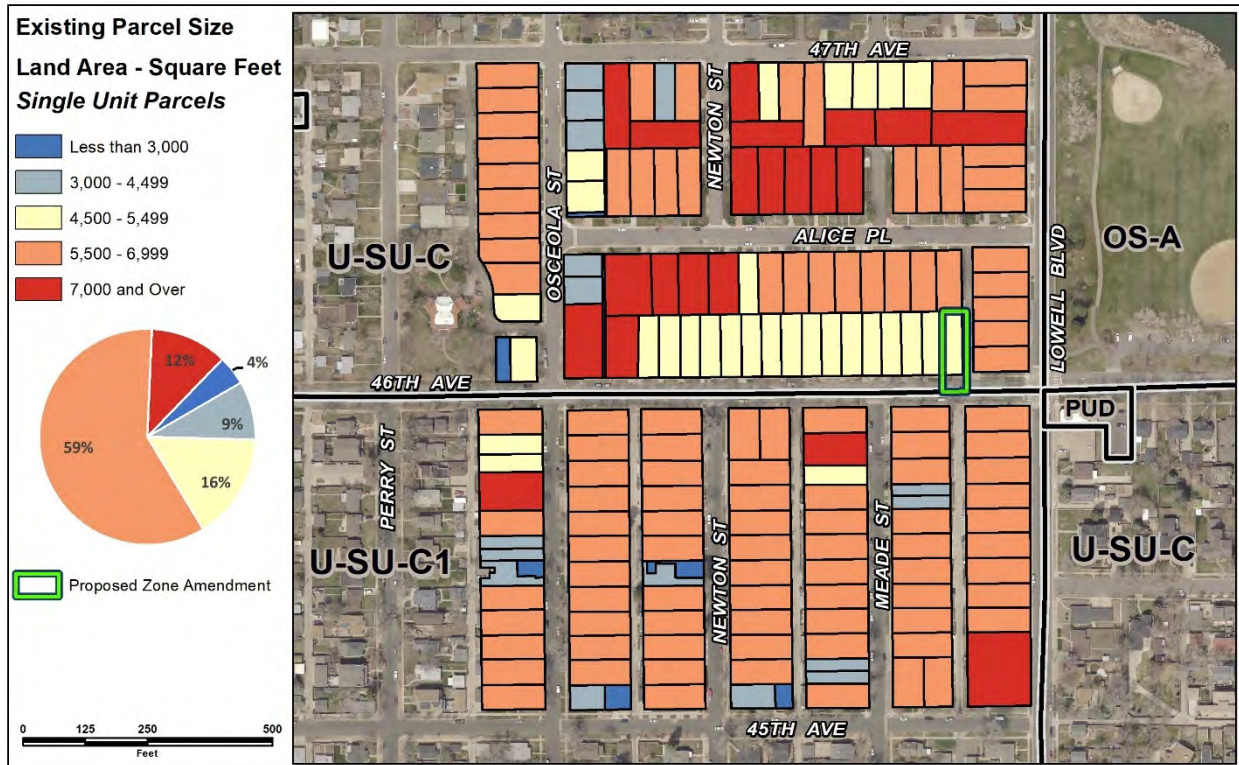 Existing Parcel Size
Land Area - Square Feet
Single Unit Parcels
Less than 3,000
3,000 - 4,499
4,500 - 5,499
5,500 - 6,999
7,000 and Over
12%
4%
9%
16%
59%
Proposed Zone Amendment
0 125 250 500
Feet
47TH AVE
NEWTON ST
OSCEOLA ST
ALICE PL
U-SU-C
OS-A
LOWELL BLVD
46TH AVE
PUD
PERRY ST
MEADE ST
NEWTON ST
U-SU-C1
U-SU-C
45TH AVE